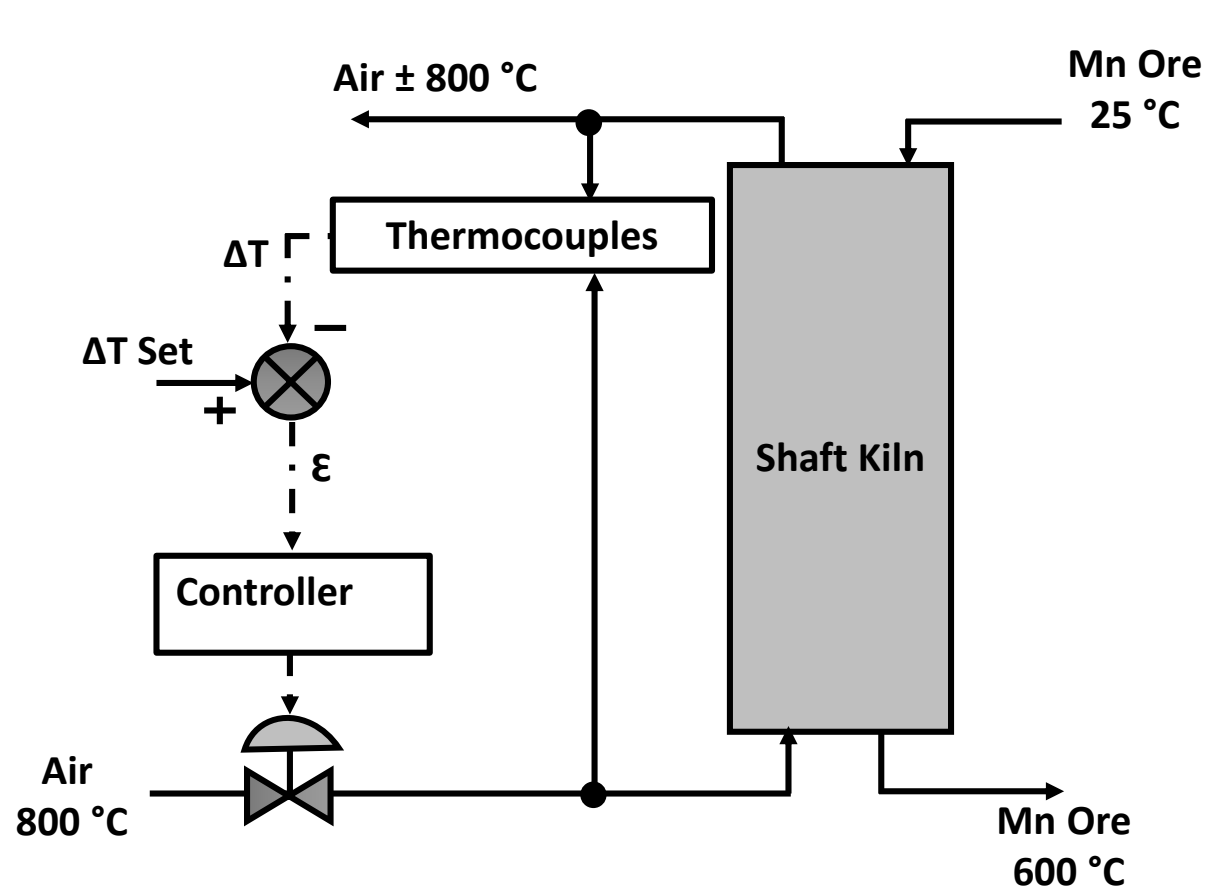 Air ± 800 °C
Mn Ore
25 °C
Thermocouples
ΔT
−
ΔT Set
+
Shaft Kiln
ε
Controller
Air
800 °C
Mn Ore
600 °C